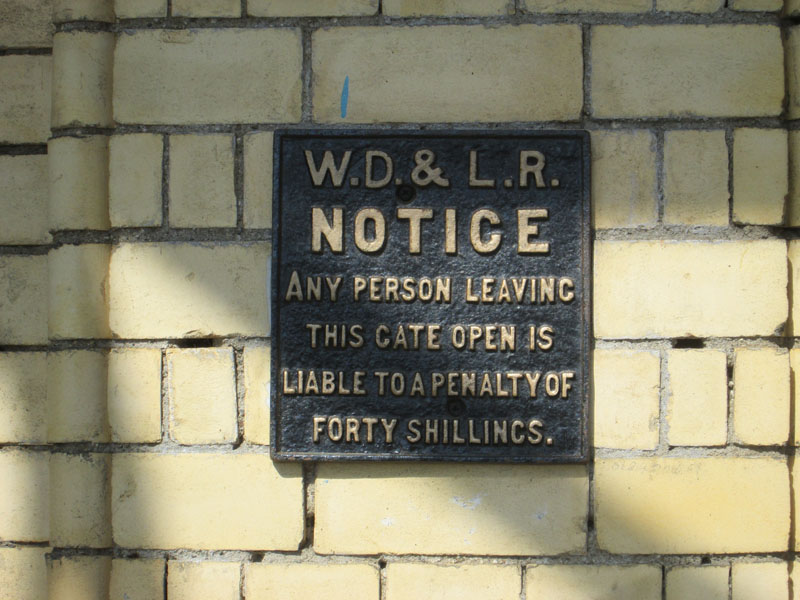 W.D. & L.R.
NOTICE
ANY PERSON LEAVING
THIS GATE OPEN IS
LIABLE TO A PENALTY OF
FORTY SHILLINGS.